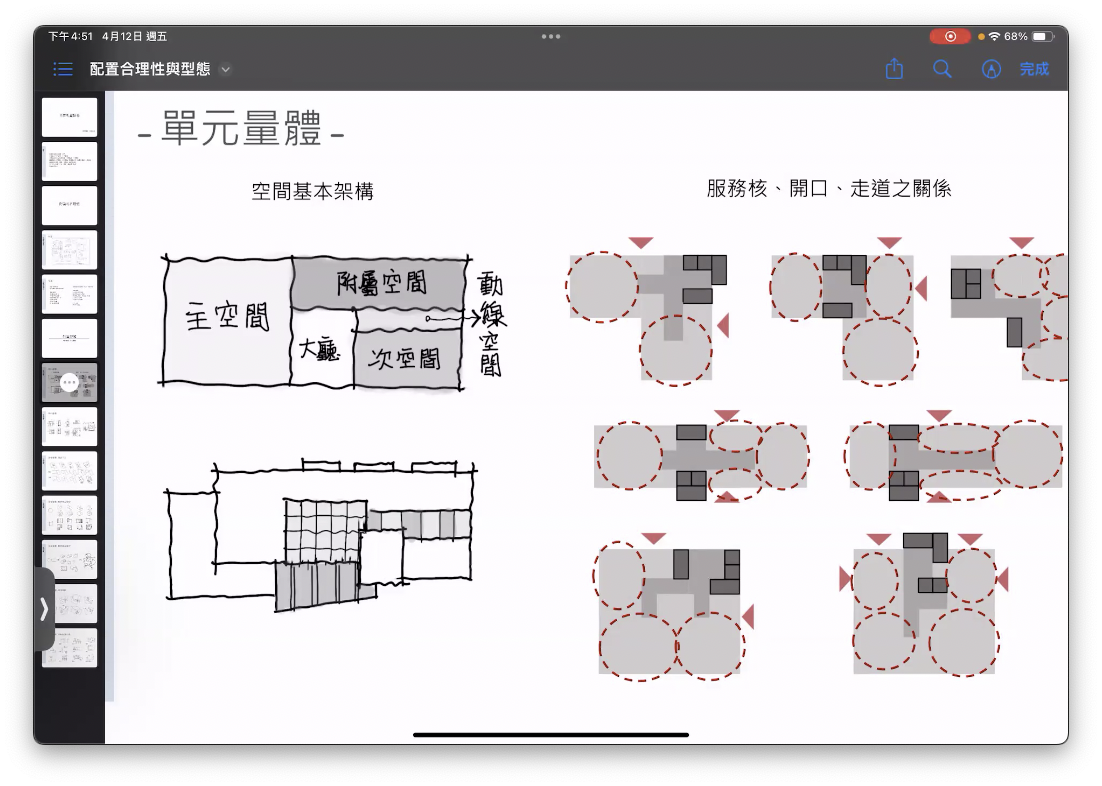 下午4:51 4月12日 週五
68%
配置合理性與型態
完成
-單元量體-
空間基本架構
服務核、開口、走道之關係
主空間
附屬空間
動線空間
大廳
次空間